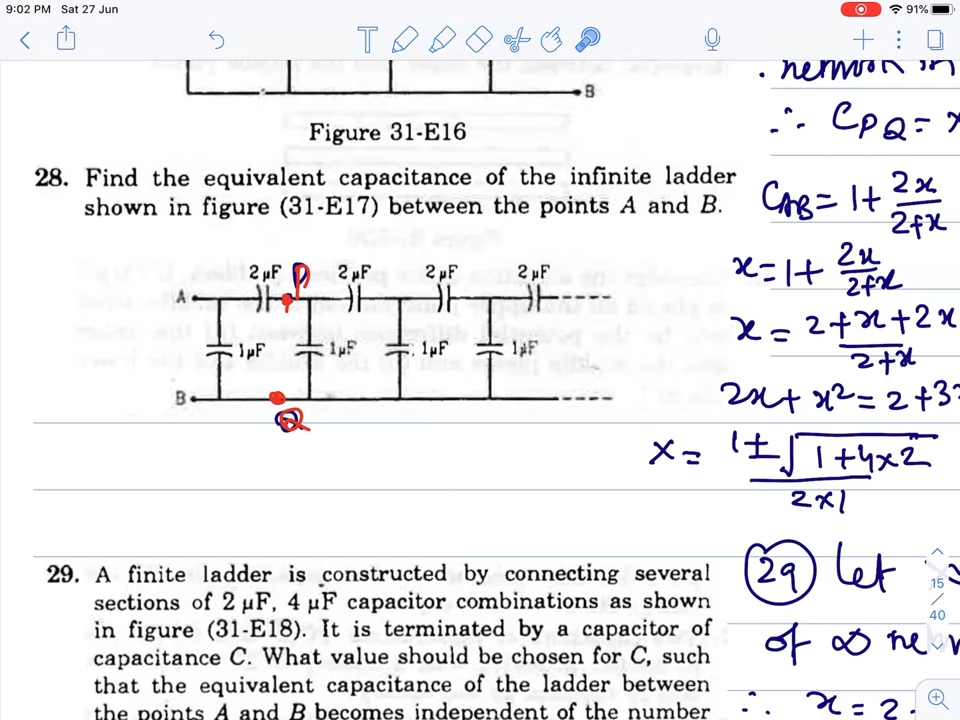 9:02 PM Sat 27 Jun 91%
B
Figure 31-E16
28. Find the equivalent capacitance of the infinite ladder
shown in figure (31-E17) between the points A and B.
2 μF P 2 μF 2 μF 2 μF
A
1 μF 1 μF 1 μF 1 μF
B
Q
29. A finite ladder is constructed by connecting several
sections of 2 μF, 4 μF capacitor combinations as shown
in figure (31-E18). It is terminated by a capacitor of
capacitance C. What value should be chosen for C, such
that the equivalent capacitance of the ladder between
the points A and B becomes independent of the number
∴ C_PQ = x
C_AB = 1 + 2x/2+x
x = 1 + 2x/2+x
x = 2+x+2x/2+x
2x + x² = 2 + 3
x = 1 ± √1+4×2 / 2×1
29 Let
of ∞ ne
∴ x = 2
15
/
40